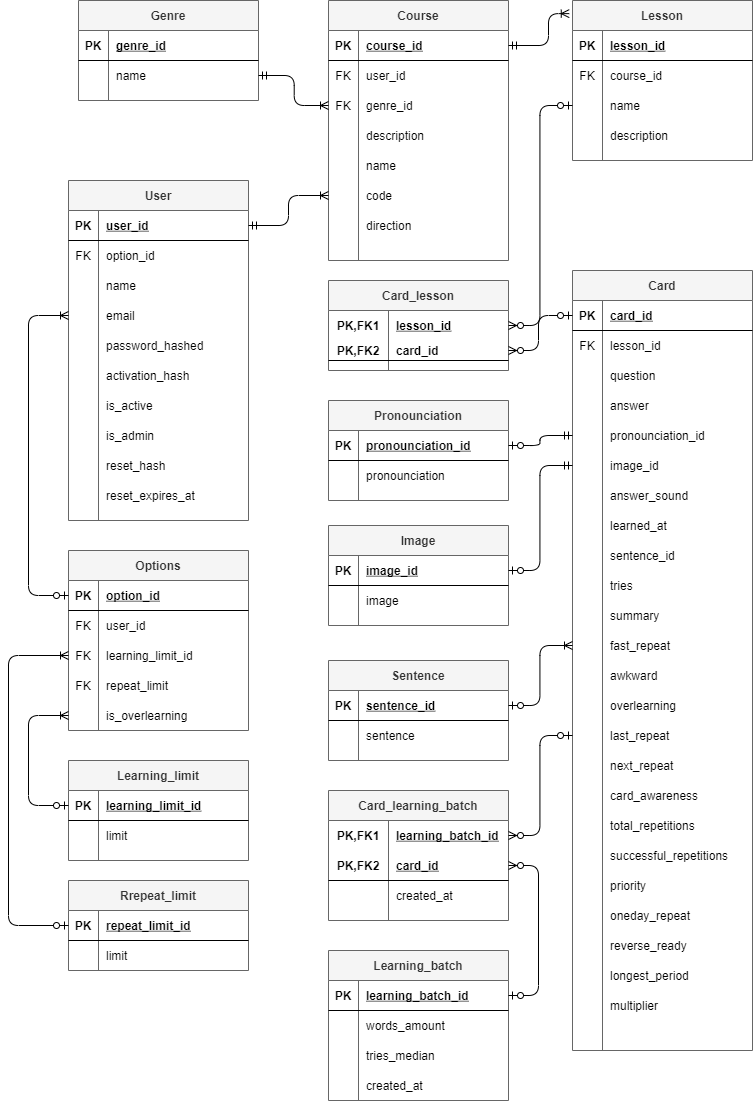 Genre
PK genre_id
name
Course
PK course_id
FK user_id
FK genre_id
description
name
code
direction
Lesson
PK lesson_id
FK course_id
name
description
User
PK user_id
FK option_id
name
email
password_hashed
activation_hash
is_active
is_admin
reset_hash
reset_expires_at
Card_lesson
PK,FK1 lesson_id
PK,FK2 card_id
Card
PK card_id
FK lesson_id
question
answer
pronounciation_id
image_id
answer_sound
learned_at
sentence_id
tries
summary
fast_repeat
awkward
overlearning
last_repeat
next_repeat
card_awareness
total_repetitions
successful_repetitions
priority
oneday_repeat
reverse_ready
longest_period
multiplier
Pronounciation
PK pronounciation_id
pronounciation
Image
PK image_id
image
Options
PK option_id
FK user_id
FK learning_limit_id
FK repeat_limit
is_overlearning
Sentence
PK sentence_id
sentence
Learning_limit
PK learning_limit_id
limit
Card_learning_batch
PK,FK1 learning_batch_id
PK,FK2 card_id
created_at
Rrepeat_limit
PK repeat_limit_id
limit
Learning_batch
PK learning_batch_id
words_amount
tries_median
created_at